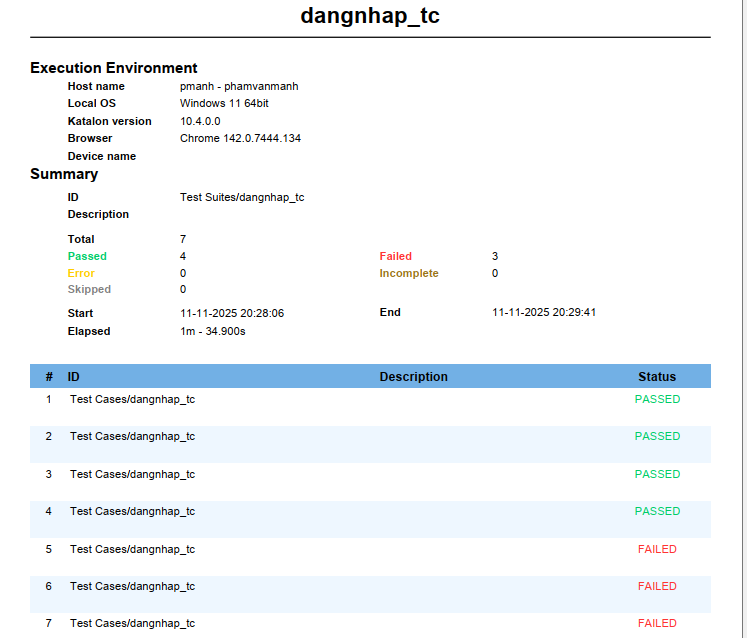 dangnhap_tc
Execution Environment
Host name pmanh - phamvanmanh
Local OS Windows 11 64bit
Katalon version 10.4.0.0
Browser Chrome 142.0.7444.134
Device name
Summary
ID Test Suites/dangnhap_tc
Description
Total 7
Passed 4 Failed 3
Error 0 Incomplete 0
Skipped 0
Start 11-11-2025 20:28:06 End 11-11-2025 20:29:41
Elapsed 1m - 34.900s
# ID Description Status
1 Test Cases/dangnhap_tc PASSED
2 Test Cases/dangnhap_tc PASSED
3 Test Cases/dangnhap_tc PASSED
4 Test Cases/dangnhap_tc PASSED
5 Test Cases/dangnhap_tc FAILED
6 Test Cases/dangnhap_tc FAILED
7 Test Cases/dangnhap_tc FAILED